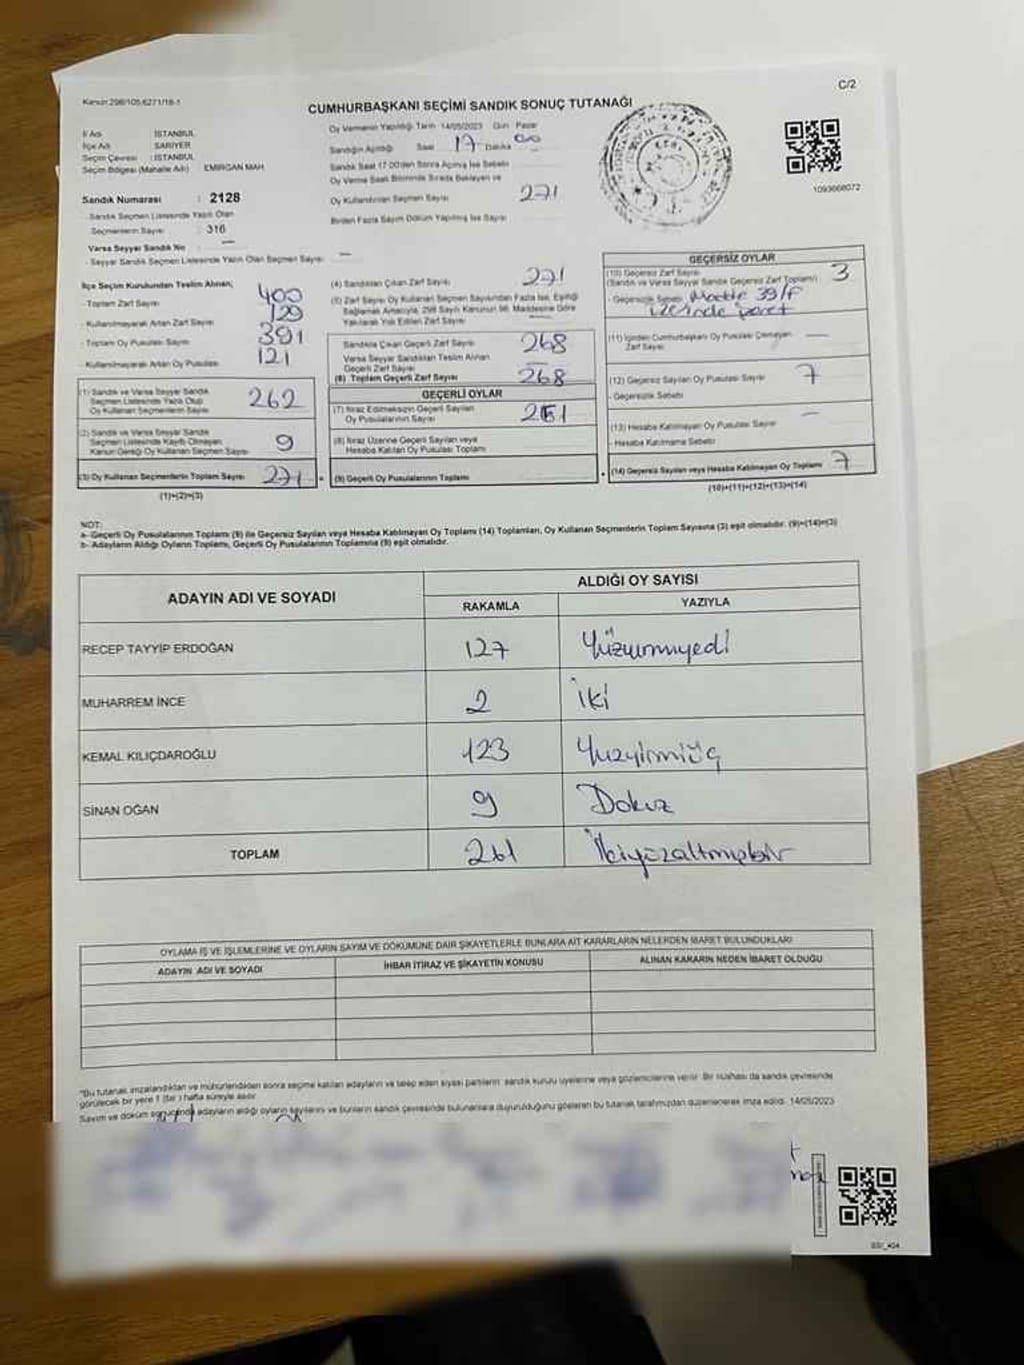 C/2
Kanun:298/105,6271/18-1
CUMHURBAŞKANI SEÇİMİ SANDIK SONUÇ TUTANAĞI
İl Adı İSTANBUL
İlçe Adı SARIYER
Seçim Çevresi : İSTANBUL
Seçim Bölgesi (Mahalle Adı) EMİRGAN MAH
Sandık Numarası : 2128
- Sandık Seçmen Listesinde Yazılı Olan
Seçmenlerin Sayısı : 316
Varsa Seyyar Sandık No
- Seyyar Sandık Seçmen Listesinde Yazılı Olan Seçmen Sayısı
Oy Vermenin Yapıldığı Tarih 14/05/2023 Gün Pazar
Sandığın Açıldığı Saat 17 Dakika 00
Sandık Saat 17:00'den Sonra Açılmış İse Sebebi
Oy Verme Saati Bitiminde Sırada Bekleyen ve
Oy Kullandırılan Seçmen Sayısı 271
Birden Fazla Sayım Döküm Yapılmış İse Sayısı
1093668072
İlçe Seçim Kurulundan Teslim Alınan;
- Toplam Zarf Sayısı 400
- Kullanılmayarak Artan Zarf Sayısı 129
- Toplam Oy Pusulası Sayısı 391
- Kullanılmayarak Artan Oy Pusulası 121
(1) Sandık ve Varsa Seyyar Sandık
Seçmen Listesinde Yazılı Olup
Oy Kullanan Seçmenlerin Sayısı 262
(2) Sandık ve Varsa Seyyar Sandık
Seçmen Listesinde Kaydı Olmayan
Kanun Gereği Oy Kullanan Seçmen Sayısı 9
(3) Oy Kullanan Seçmenlerin Toplam Sayısı 271
(1)+(2)=(3)
(4) Sandıktan Çıkan Zarf Sayısı 271
(5) Zarf Sayısı Oy Kullanan Seçmen Sayısından Fazla İse, Eşitliği
Sağlamak Amacıyla, 298 Sayılı Kanunun 98. Maddesine Göre
Yakılarak Yok Edilen Zarf Sayısı
Sandıkta Çıkan Geçerli Zarf Sayısı 268
Varsa Seyyar Sandıktan Teslim Alınan
Geçerli Zarf Sayısı
(6) Toplam Geçerli Zarf Sayısı 268
GEÇERLİ OYLAR
(7) İtiraz Edilmeksizin Geçerli Sayılan
Oy Pusulalarının Sayısı 261
(8) İtiraz Üzerine Geçerli Sayılan veya
Hesaba Katılan Oy Pusulası Toplamı
(9) Geçerli Oy Pusulalarının Toplamı
GEÇERSİZ OYLAR
(10) Geçersiz Zarf Sayısı 3
(Sandık ve Varsa Seyyar Sandık Geçersiz Zarf Toplamı)
- Geçersizlik Sebebi Madde 39/f
üzerinde işaret
(11) İçinden Cumhurbaşkanı Oy Pusulası Çıkmayan
Zarf Sayısı
(12) Geçersiz Sayılan Oy Pusulası Sayısı 7
- Geçersizlik Sebebi
(13) Hesaba Katılmayan Oy Pusulası Sayısı
- Hesaba Katılmama Sebebi
(14) Geçersiz Sayılan veya Hesaba Katılmayan Oy Toplamı 7
(10)+(11)+(12)+(13)=(14)
NOT:
a- Geçerli Oy Pusulalarının Toplamı (9) ile Geçersiz Sayılan veya Hesaba Katılmayan Oy Toplamı (14) Toplamları, Oy Kullanan Seçmenlerin Toplam Sayısına (3) eşit olmalıdır. (9)+(14)=(3)
b- Adayların Aldığı Oyların Toplamı, Geçerli Oy Pusulalarının Toplamına (9) eşit olmalıdır.
ADAYIN ADI VE SOYADI
ALDIĞI OY SAYISI
RAKAMLA YAZIYLA
RECEP TAYYİP ERDOĞAN 127 Yüzyirmiyedi
MUHARREM İNCE 2 iki
KEMAL KILIÇDAROĞLU 123 Yüzyirmiüç
SİNAN OĞAN 9 Dokuz
TOPLAM 261 ikiyüzaltmışbir
OYLAMA İŞ VE İŞLEMLERİNE VE OYLARIN SAYIM VE DÖKÜMÜNE DAİR ŞİKAYETLERLE BUNLARA AİT KARARLARIN NELERDEN İBARET BULUNDUKLARI
ADAYIN ADI VE SOYADI İHBAR İTİRAZ VE ŞİKAYETİN KONUSU ALINAN KARARIN NEDEN İBARET OLDUĞU
*Bu tutanak imzalandıktan ve mühürlendikten sonra seçime katılan adayların ve talep eden siyasi partilerin sandık kurulu üyelerine veya gözlemcilerine verilir. Bir nüshası da sandık çevresinde
görülecek bir yere 1 (bir) hafta süreyle asılır.
Sayım ve döküm sonucunda adayların aldığı oyların sayılarını ve bunların sandık çevresinde bulunanlara duyurulduğunu gösteren bu tutanak tarafımızdan düzenlenerek imza edildi. 14/05/2023